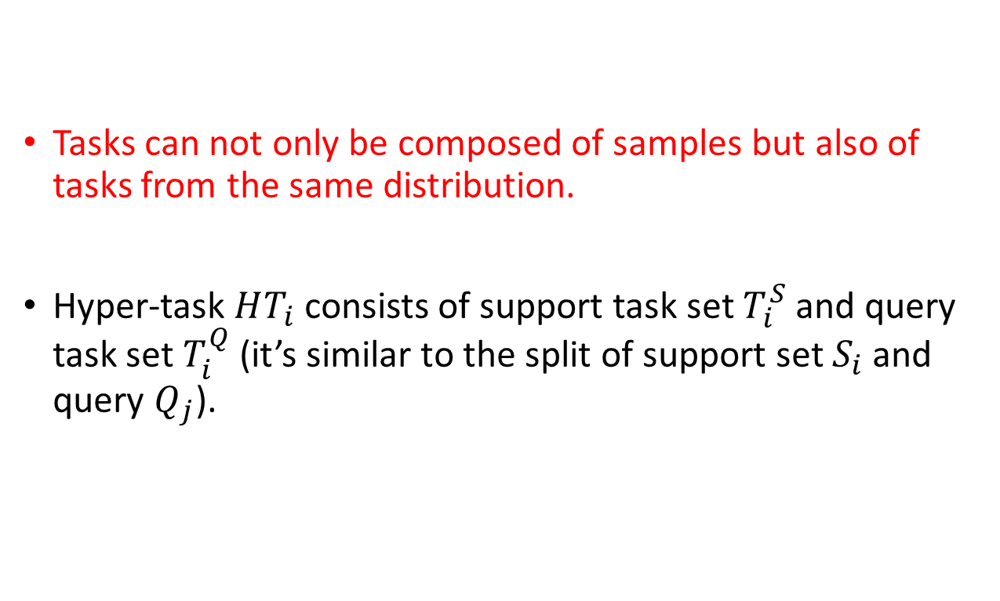 • Tasks can not only be composed of samples but also of
tasks from the same distribution.
• Hyper-task $HT_i$ consists of support task set $T_i^S$ and query
task set $T_i^Q$ (it’s similar to the split of support set $S_i$ and
query $Q_j$).